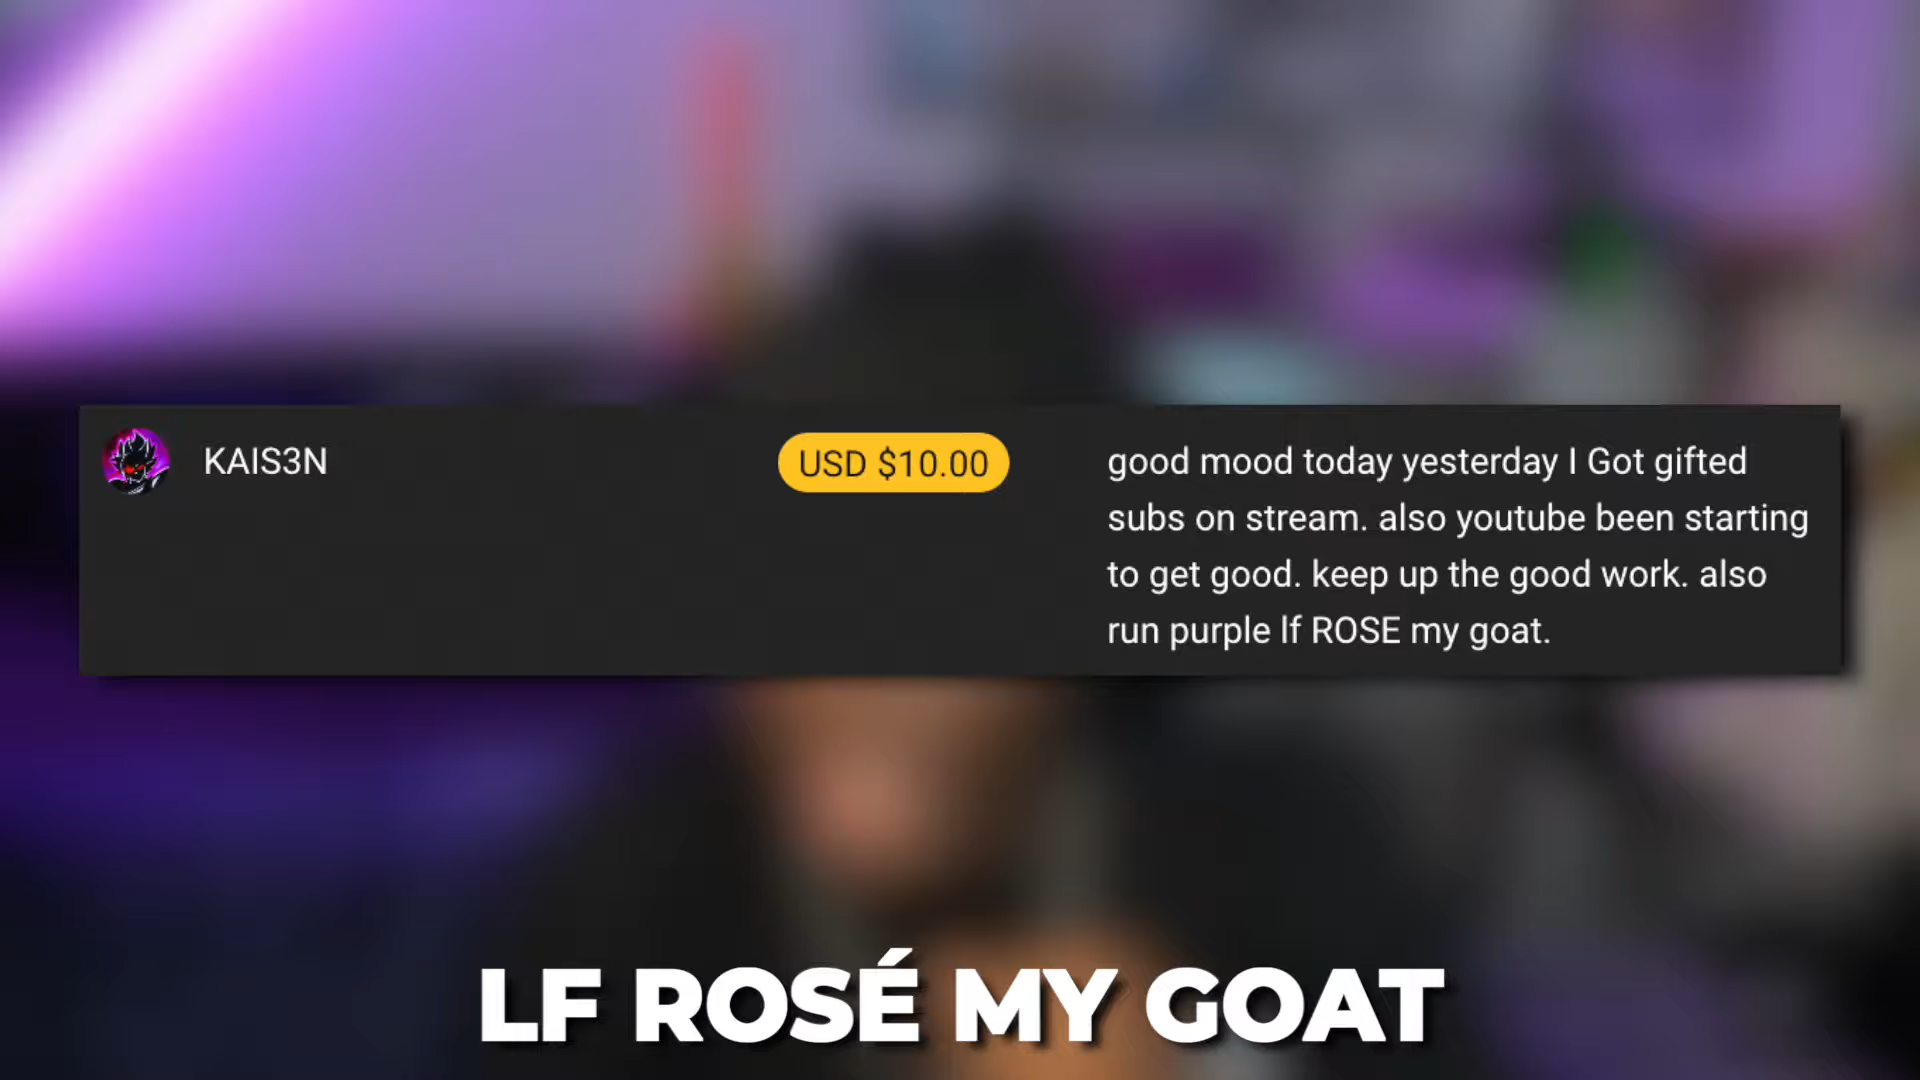 KAIS3N
USD $10.00
good mood today yesterday I Got gifted
subs on stream. also youtube been starting
to get good. keep up the good work. also
run purple lf ROSE my goat.
LF ROSÉ MY GOAT